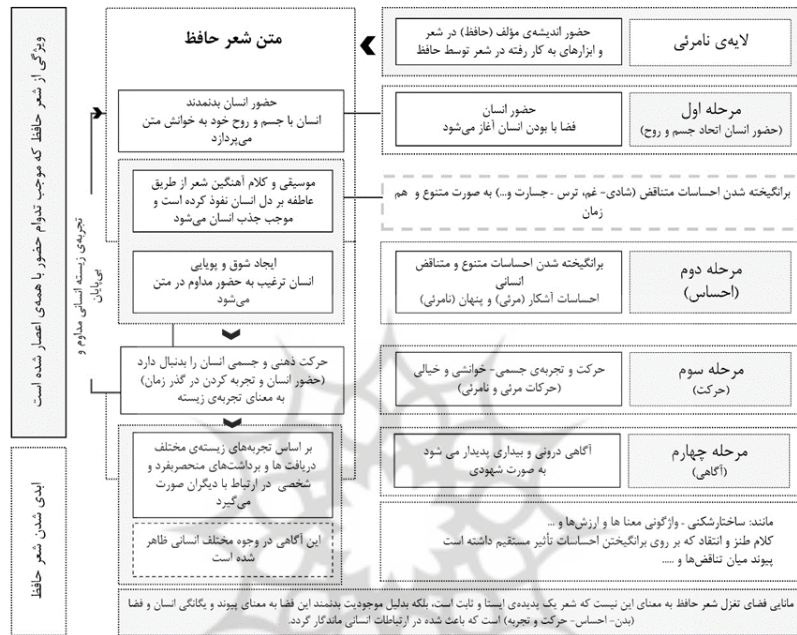 لایه‌ی نامرئی
حضور اندیشه‌ی مؤلف (حافظ) در شعر
و ابزارهای به کار رفته در شعر توسط حافظ
متن شعر حافظ
مرحله اول
(حضور انسان اتحاد جسم و روح)
حضور انسان
فضا با بودن انسان آغاز می‌شود
حضور انسان بدنمدند
انسان با جسم و روح خود به خوانش متن
می‌پردازد
برانگیخته شدن احساسات متناقض (شادی- غم، ترس - جسارت و...) به صورت متنوع و هم
زمان
موسیقی و کلام آهنگین شعر از طریق
عاطفه بر دل انسان نفوذ کرده است و
موجب جذب انسان می‌شود
مرحله دوم
(احساس)
برانگیخته شدن احساسات متنوع و متناقض
انسانی
احساسات آشکار (مرئی) و پنهان (نامرئی)
ایجاد شوق و پویایی
انسان ترغیب به حضور مداوم در متن
می‌شود
مرحله سوم
(حرکت)
حرکت و تجربه‌ی جسمی- خوانشی و خیالی
(حرکات مرئی و نامرئی)
حرکت ذهنی و جسمی انسان را بدنبال دارد
(حضور انسان و تجربه کردن در گذر زمان)
به معنای تجربه‌ی زیسته
مرحله چهارم
(آگاهی)
آگاهی درونی و بیداری پدیدار می شود
به صورت شهودی
بر اساس تجربه‌های زیسته‌ی مختلف
دریافت ها و برداشت‌های منحصربفرد و
شخصی در ارتباط با دیگران صورت
می‌گیرد
مانند: ساختارشکنی - واژگونی معنا ها و ارزش‌ها و ...
کلام طنز و انتقاد که بر روی برانگیختن احساسات تأثیر مستقیم داشته است
پیوند میان تناقض‌ها و .....
این آگاهی در وجوه مختلف انسانی ظاهر
شده است
تجربه‌ی زیسته انسانی مداوم و
بی‌پایان
ویژگی از شعر حافظ که موجب تدوام حضور با همه‌ی اعصار شده است
ابدی شدن شعر حافظ
مانایی فضای تغزل شعر حافظ به معنای این نیست که شعر یک پدیده‌ی ایستا و ثابت است، بلکه بدلیل موجودیت بدنمند این فضا به معنای پیوند و یگانگی انسان و فضا
(بدن- احساس- حرکت و تجربه) است که باعث شده در ارتباطات انسانی ماندگار گردد.